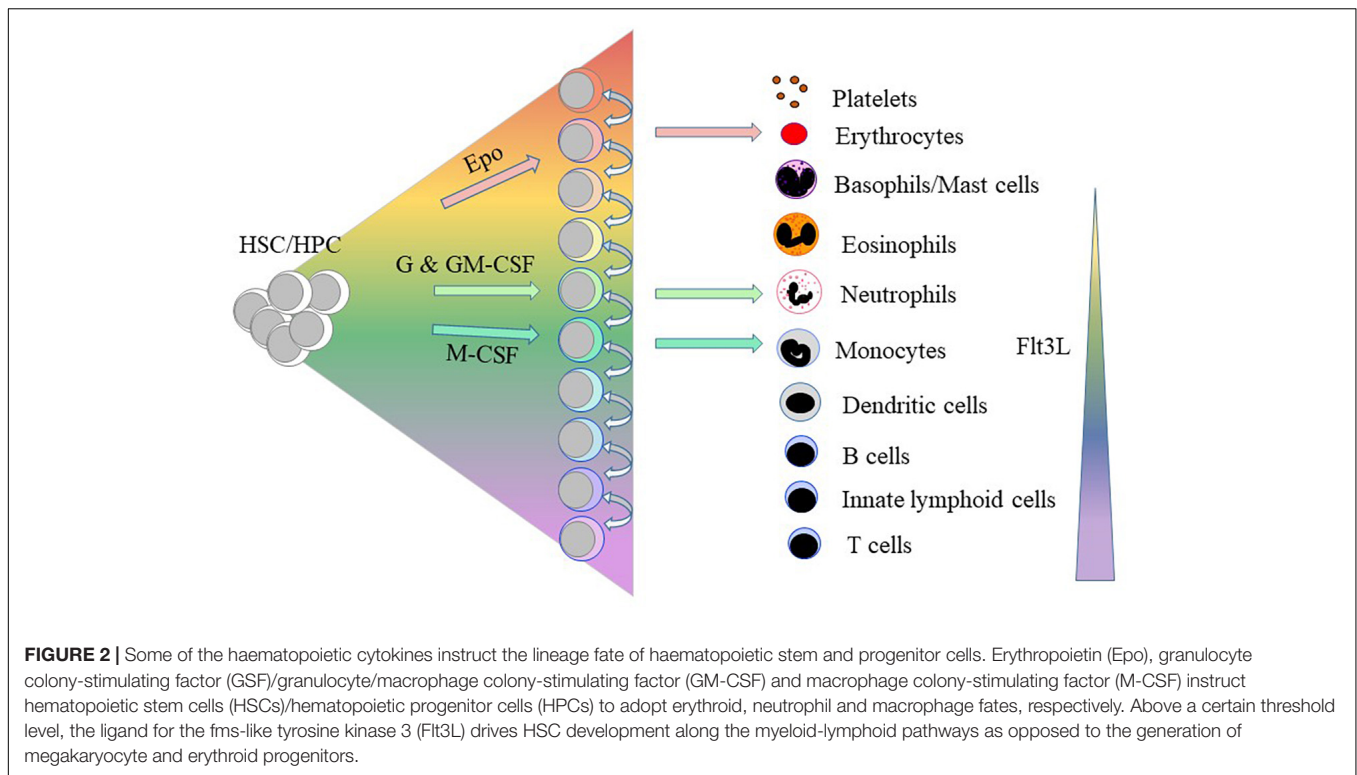 Platelets
Epo
Erythrocytes
Basophils/Mast cells
HSC/HPC
Eosinophils
G & GM-CSF
Neutrophils
M-CSF
Monocytes
Flt3L
Dendritic cells
B cells
Innate lymphoid cells
T cells
FIGURE 2 | Some of the haematopoietic cytokines instruct the lineage fate of haematopoietic stem and progenitor cells. Erythropoietin (Epo), granulocyte
colony-stimulating factor (GSF)/granulocyte/macrophage colony-stimulating factor (GM-CSF) and macrophage colony-stimulating factor (M-CSF) instruct
hematopoietic stem cells (HSCs)/hematopoietic progenitor cells (HPCs) to adopt erythroid, neutrophil and macrophage fates, respectively. Above a certain threshold
level, the ligand for the fms-like tyrosine kinase 3 (Flt3L) drives HSC development along the myeloid-lymphoid pathways as opposed to the generation of
megakaryocyte and erythroid progenitors.